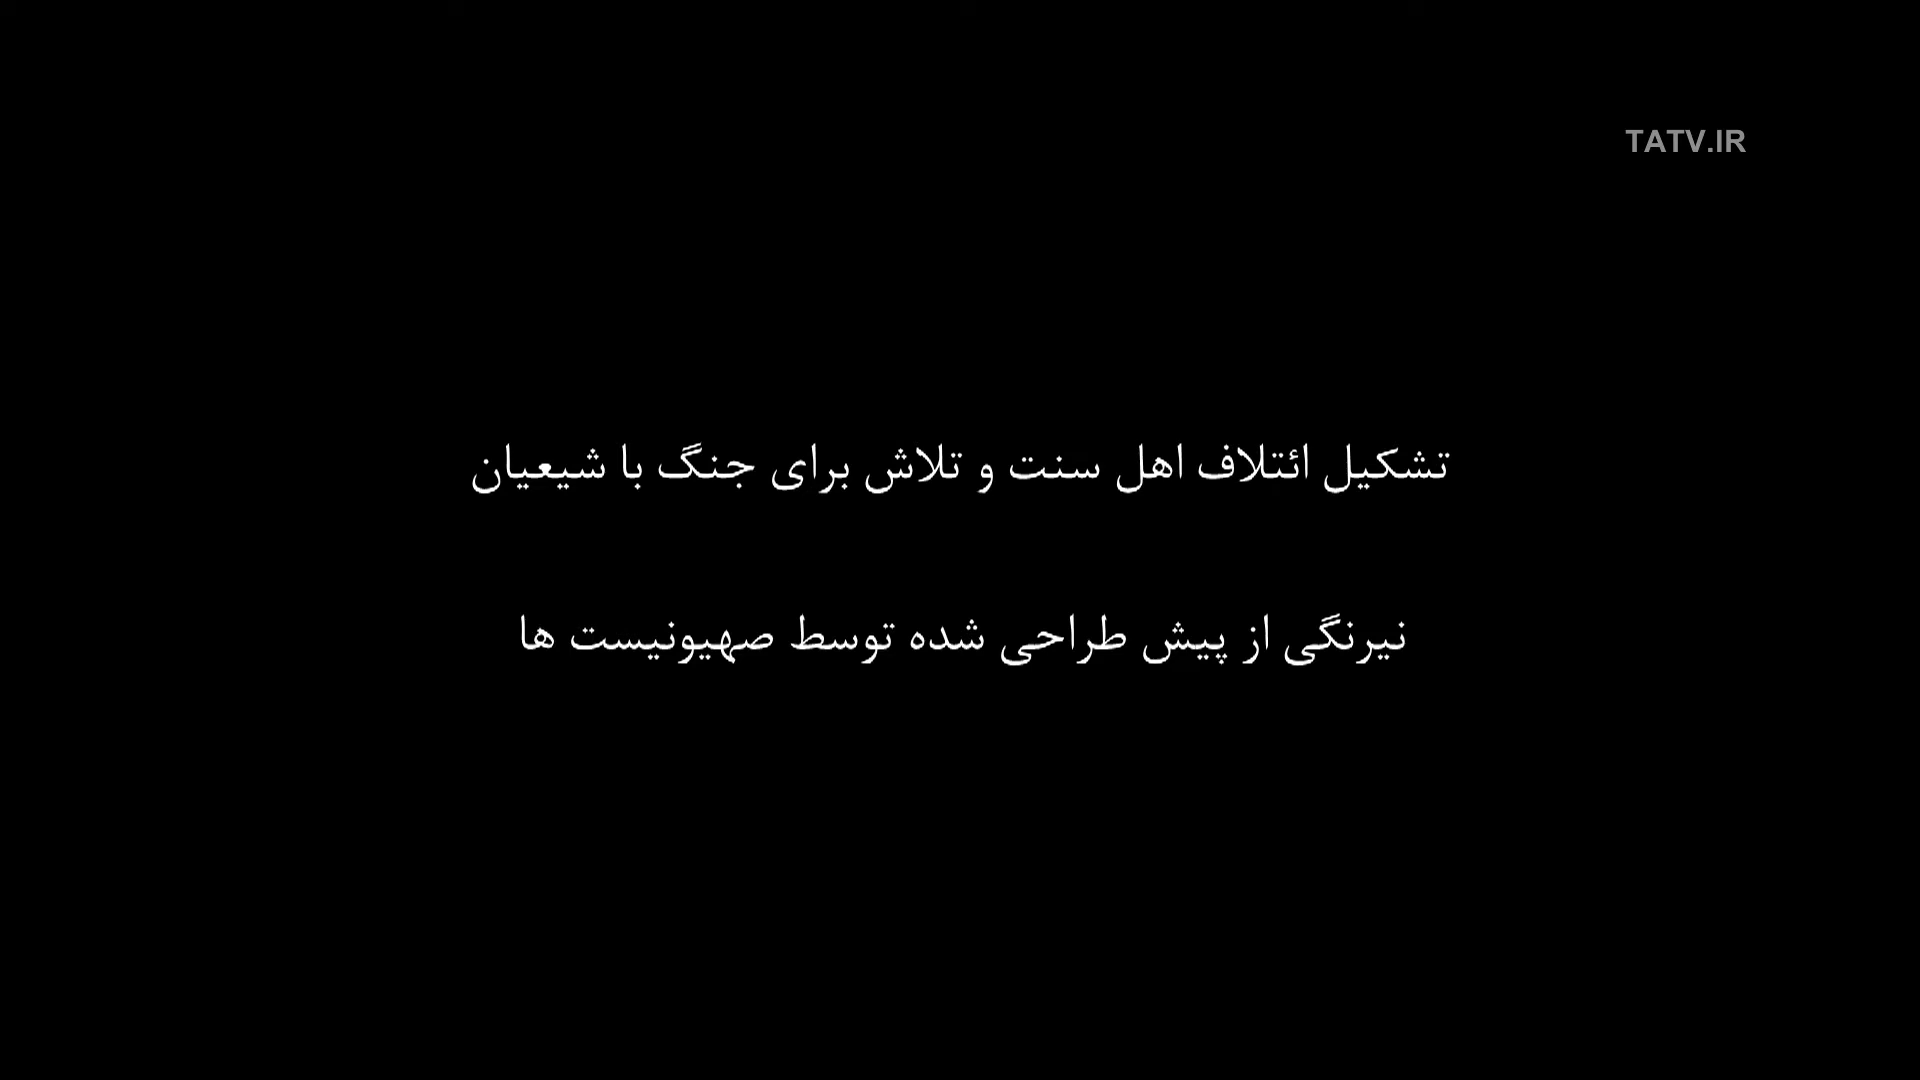 TATV.IR
تشکیل ائتلاف اهل سنت و تلاش برای جنگ با شیعیان
نیرنگی از پیش طراحی شده توسط صهیونیست ها